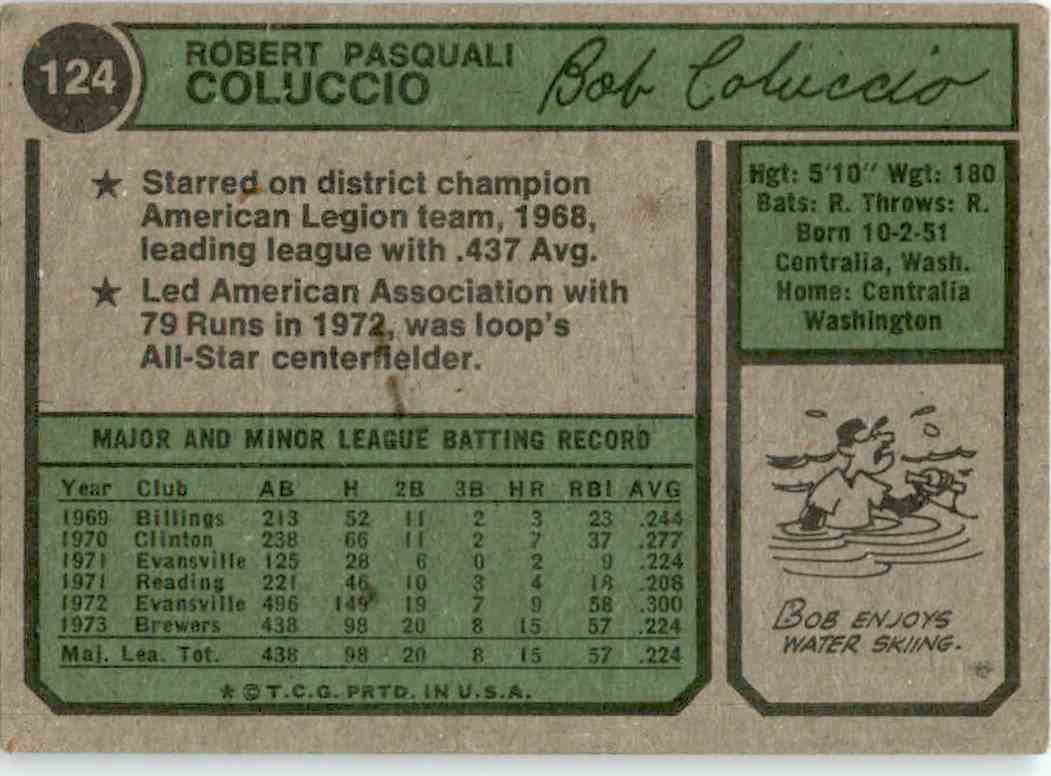 124
ROBERT PASQUALI
COLUCCIO
Bob Coluccio
★ Starred on district champion
American Legion team, 1968,
leading league with .437 Avg.
★ Led American Association with
79 Runs in 1972, was loop's
All-Star centerfielder.
Hgt: 5'10" Wgt: 180
Bats: R. Throws: R.
Born 10-2-51
Centralia, Wash.
Home: Centralia
Washington
MAJOR AND MINOR LEAGUE BATTING RECORD
Year Club AB H 2B 3B HR RBI AVG
1969 Billings 213 52 11 2 3 23 .244
1970 Clinton 238 66 11 2 7 37 .277
1971 Evansville 125 28 6 0 2 9 .224
1971 Reading 221 46 10 3 4 18 .208
1972 Evansville 496 149 19 7 9 58 .300
1973 Brewers 438 98 20 8 15 57 .224
Maj. Lea. Tot. 438 98 20 8 15 57 .224
* © T.C.G. PRTD. IN U.S.A.
BOB ENJOYS
WATER SKIING.